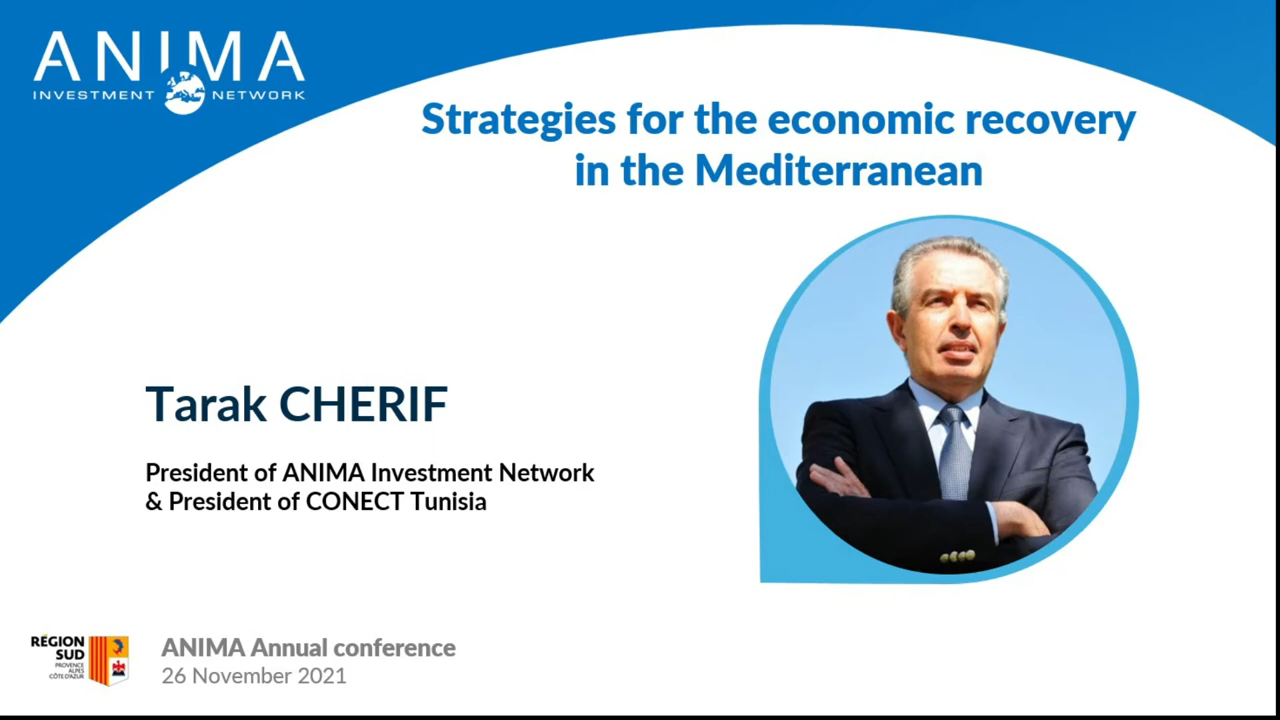 ANIMA
INVESTMENT NETWORK
Strategies for the economic recovery
in the Mediterranean
Tarak CHERIF
President of ANIMA Investment Network
& President of CONECT Tunisia
RÉGION
SUD
PROVENCE
ALPES
CÔTE D'AZUR
ANIMA Annual conference
26 November 2021